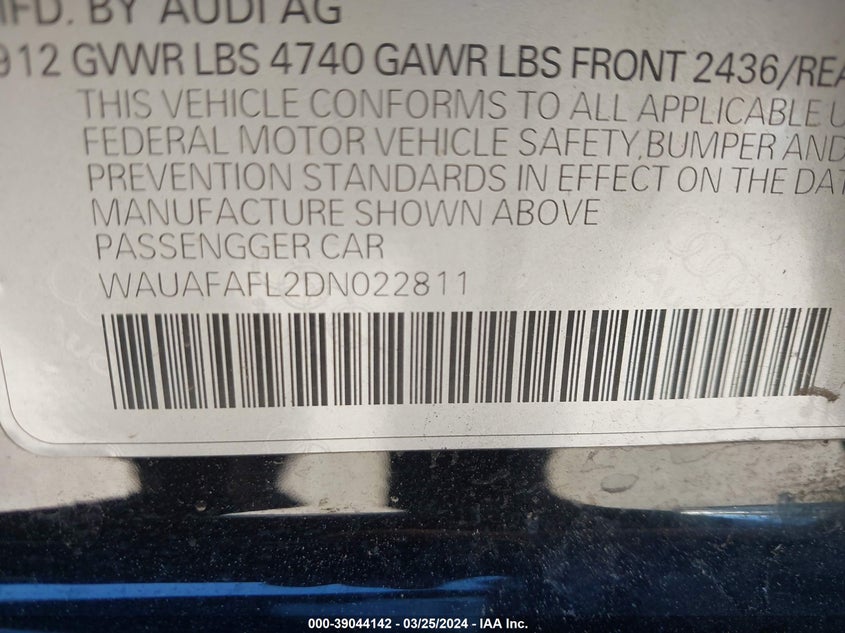 MFD. BY AUDI AG
912 GVWR LBS 4740 GAWR LBS FRONT 2436/REA
THIS VEHICLE CONFORMS TO ALL APPLICABLE U
FEDERAL MOTOR VEHICLE SAFETY,BUMPER AND
PREVENTION STANDARDS IN EFFECT ON THE DAT
MANUFACTURE SHOWN ABOVE
PASSENGGER CAR
WAUAFAFL2DN022811
000-39044142 - 03/25/2024 - IAA Inc.